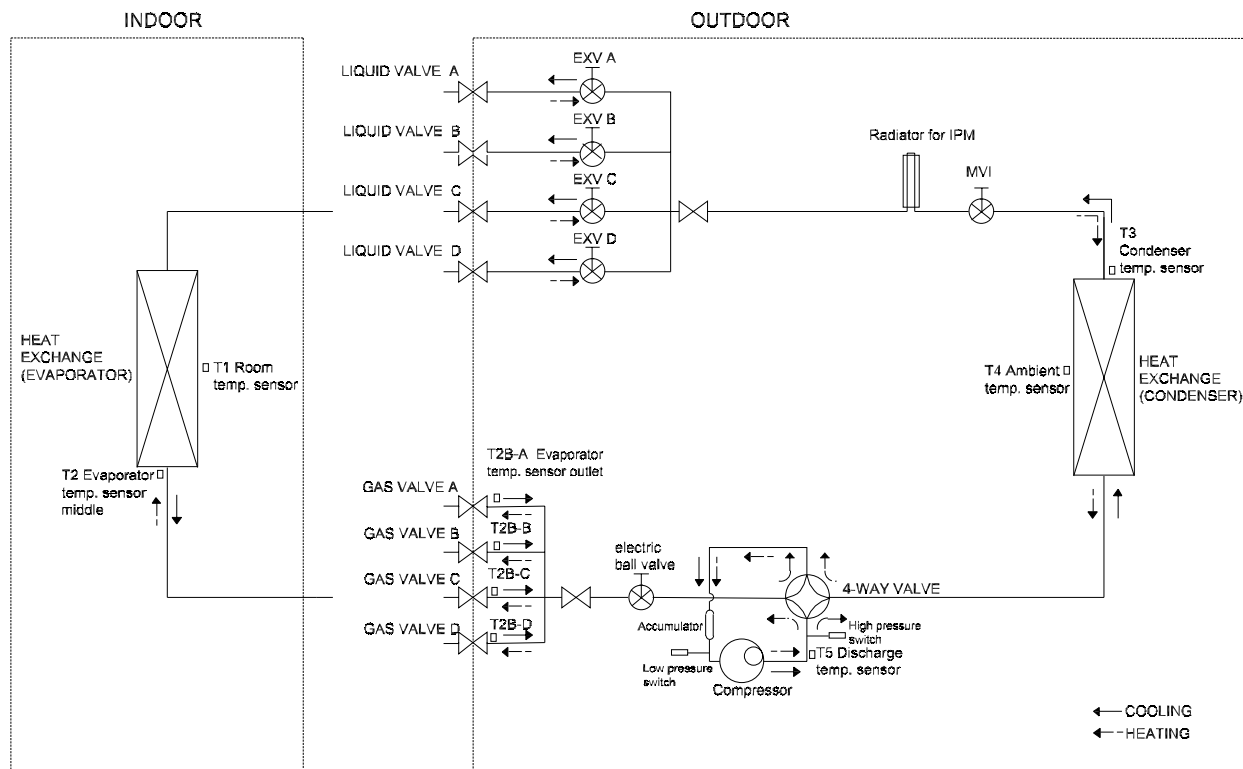 INDOOR
OUTDOOR
LIQUID VALVE A
EXV A
LIQUID VALVE B
EXV B
LIQUID VALVE C
EXV C
LIQUID VALVE D
EXV D
Radiator for IPM
MVI
T3
Condenser
temp. sensor
HEAT
EXCHANGE
(EVAPORATOR)
T1 Room
temp. sensor
T4 Ambient
temp. sensor
HEAT
EXCHANGE
(CONDENSER)
T2 Evaporator
temp. sensor
middle
T2B-A Evaporator
temp. sensor outlet
GAS VALVE A
GAS VALVE B
T2B-B
GAS VALVE C
T2B-C
GAS VALVE D
T2B-D
electric
ball valve
4-WAY VALVE
Accumulator
High pressure
switch
Low pressure
switch
Compressor
T5 Discharge
temp. sensor
COOLING
HEATING